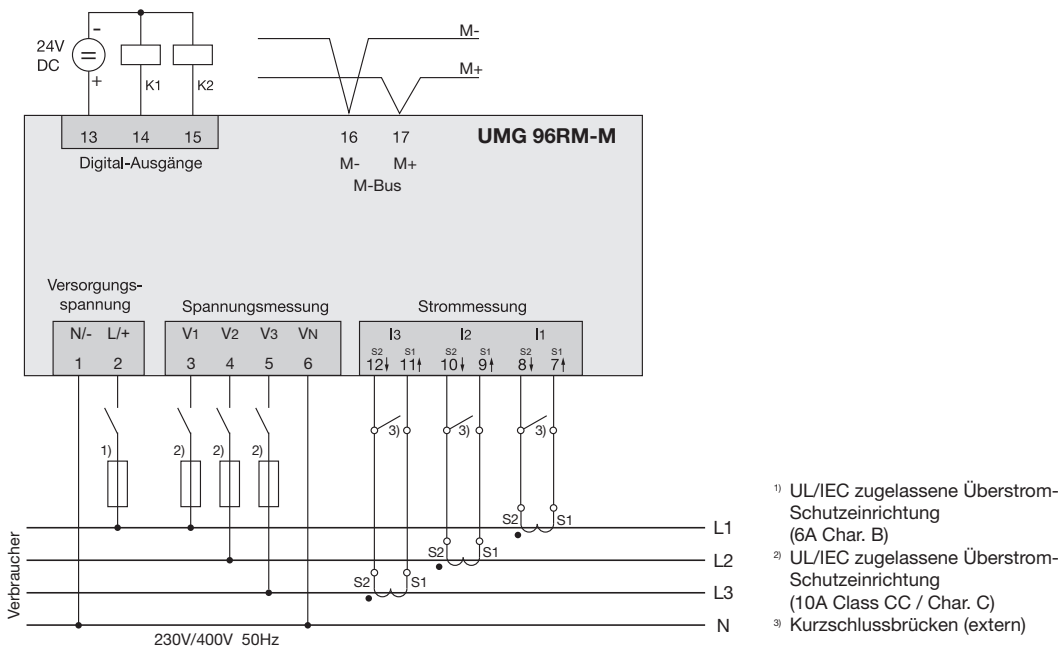 24V
DC
-
+
K1
K2
M-
M+
13 14 15
Digital-Ausgänge
16 17
M- M+
M-Bus
UMG 96RM-M
Versorgungs-
spannung
Spannungsmessung
Strommessung
N/- L/+
1 2
V1 V2 V3 VN
3 4 5 6
I3 I2 I1
S2 S1 S2 S1 S2 S1
12 11 10 9 8 7
1) 2) 2) 2)
3) 3) 3)
S2 S1
S2 S1
S2 S1
L1
L2
L3
N
Verbraucher
230V/400V 50Hz
1) UL/IEC zugelassene Überstrom-
Schutzeinrichtung
(6A Char. B)
2) UL/IEC zugelassene Überstrom-
Schutzeinrichtung
(10A Class CC / Char. C)
3) Kurzschlussbrücken (extern)